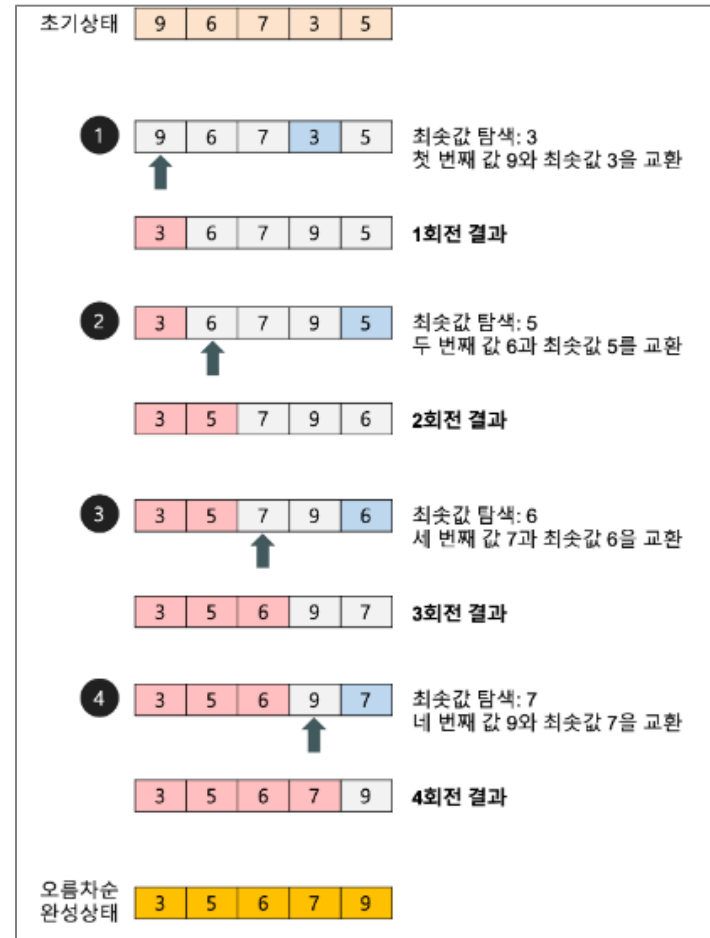 초기상태 9 6 7 3 5
1 9 6 7 3 5 최솟값 탐색: 3
첫 번째 값 9와 최솟값 3을 교환
3 6 7 9 5 1회전 결과
2 3 6 7 9 5 최솟값 탐색: 5
두 번째 값 6과 최솟값 5를 교환
3 5 7 9 6 2회전 결과
3 3 5 7 9 6 최솟값 탐색: 6
세 번째 값 7과 최솟값 6을 교환
3 5 6 9 7 3회전 결과
4 3 5 6 9 7 최솟값 탐색: 7
네 번째 값 9와 최솟값 7을 교환
3 5 6 7 9 4회전 결과
오름차순
완성상태 3 5 6 7 9